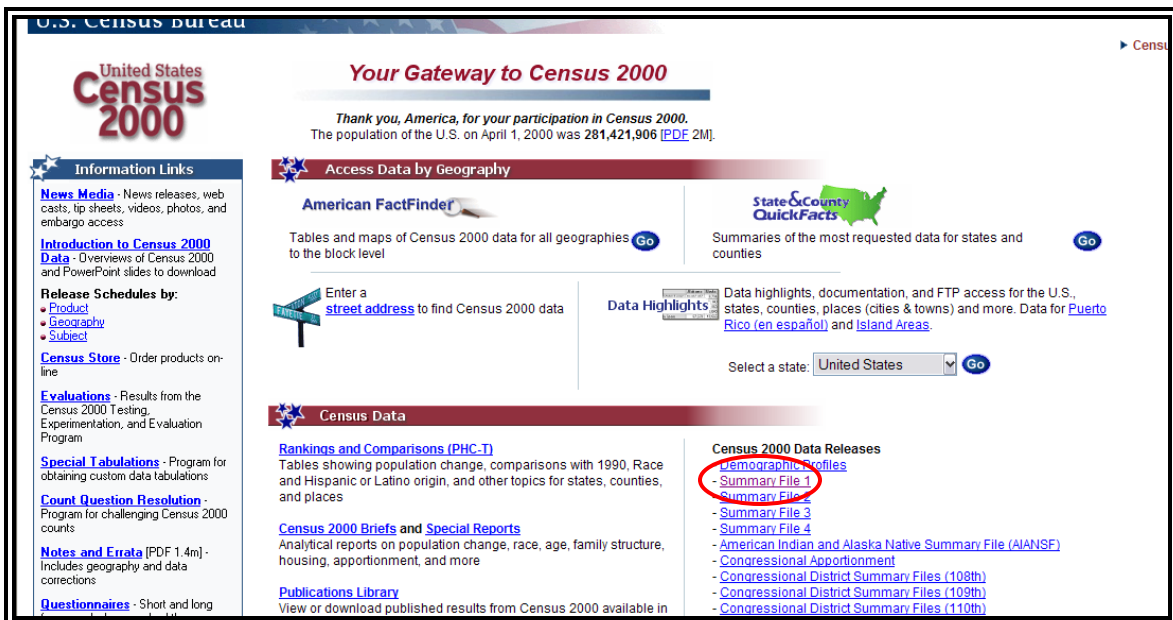 U.S. Census Bureau
Censu
United States
Census
2000
Your Gateway to Census 2000
Thank you, America, for your participation in Census 2000.
The population of the U.S. on April 1, 2000 was 281,421,906 [PDF 2M].
Information Links
News Media - News releases, web
casts, tip sheets, videos, photos, and
embargo access
Introduction to Census 2000
Data - Overviews of Census 2000
and PowerPoint slides to download
Release Schedules by:
Product
Geography
Subject
Census Store - Order products on-
line
Evaluations - Results from the
Census 2000 Testing,
Experimentation, and Evaluation
Program
Special Tabulations - Program for
obtaining custom data tabulations
Count Question Resolution -
Program for challenging Census 2000
counts
Notes and Errata [PDF 1.4m] -
Includes geography and data
corrections
Questionnaires - Short and long
Access Data by Geography
American FactFinder
Tables and maps of Census 2000 data for all geographies Go
to the block level
State & County
QuickFacts
Summaries of the most requested data for states and Go
counties
FAYETTE
Enter a
street address to find Census 2000 data
Data Highlights
Data highlights, documentation, and FTP access for the U.S.,
states, counties, places (cities & towns) and more. Data for Puerto
Rico (en español) and Island Areas.
Select a state: United States Go
Census Data
Rankings and Comparisons (PHC-T)
Tables showing population change, comparisons with 1990, Race
and Hispanic or Latino origin, and other topics for states, counties,
and places
Census 2000 Briefs and Special Reports
Analytical reports on population change, race, age, family structure,
housing, apportionment, and more
Publications Library
View or download published results from Census 2000 available in
Census 2000 Data Releases
Demographic Profiles
- Summary File 1
Summary File 2
- Summary File 3
- Summary File 4
- American Indian and Alaska Native Summary File (AIANSF)
- Congressional Apportionment
- Congressional District Summary Files (108th)
- Congressional District Summary Files (109th)
- Congressional District Summary Files (110th)